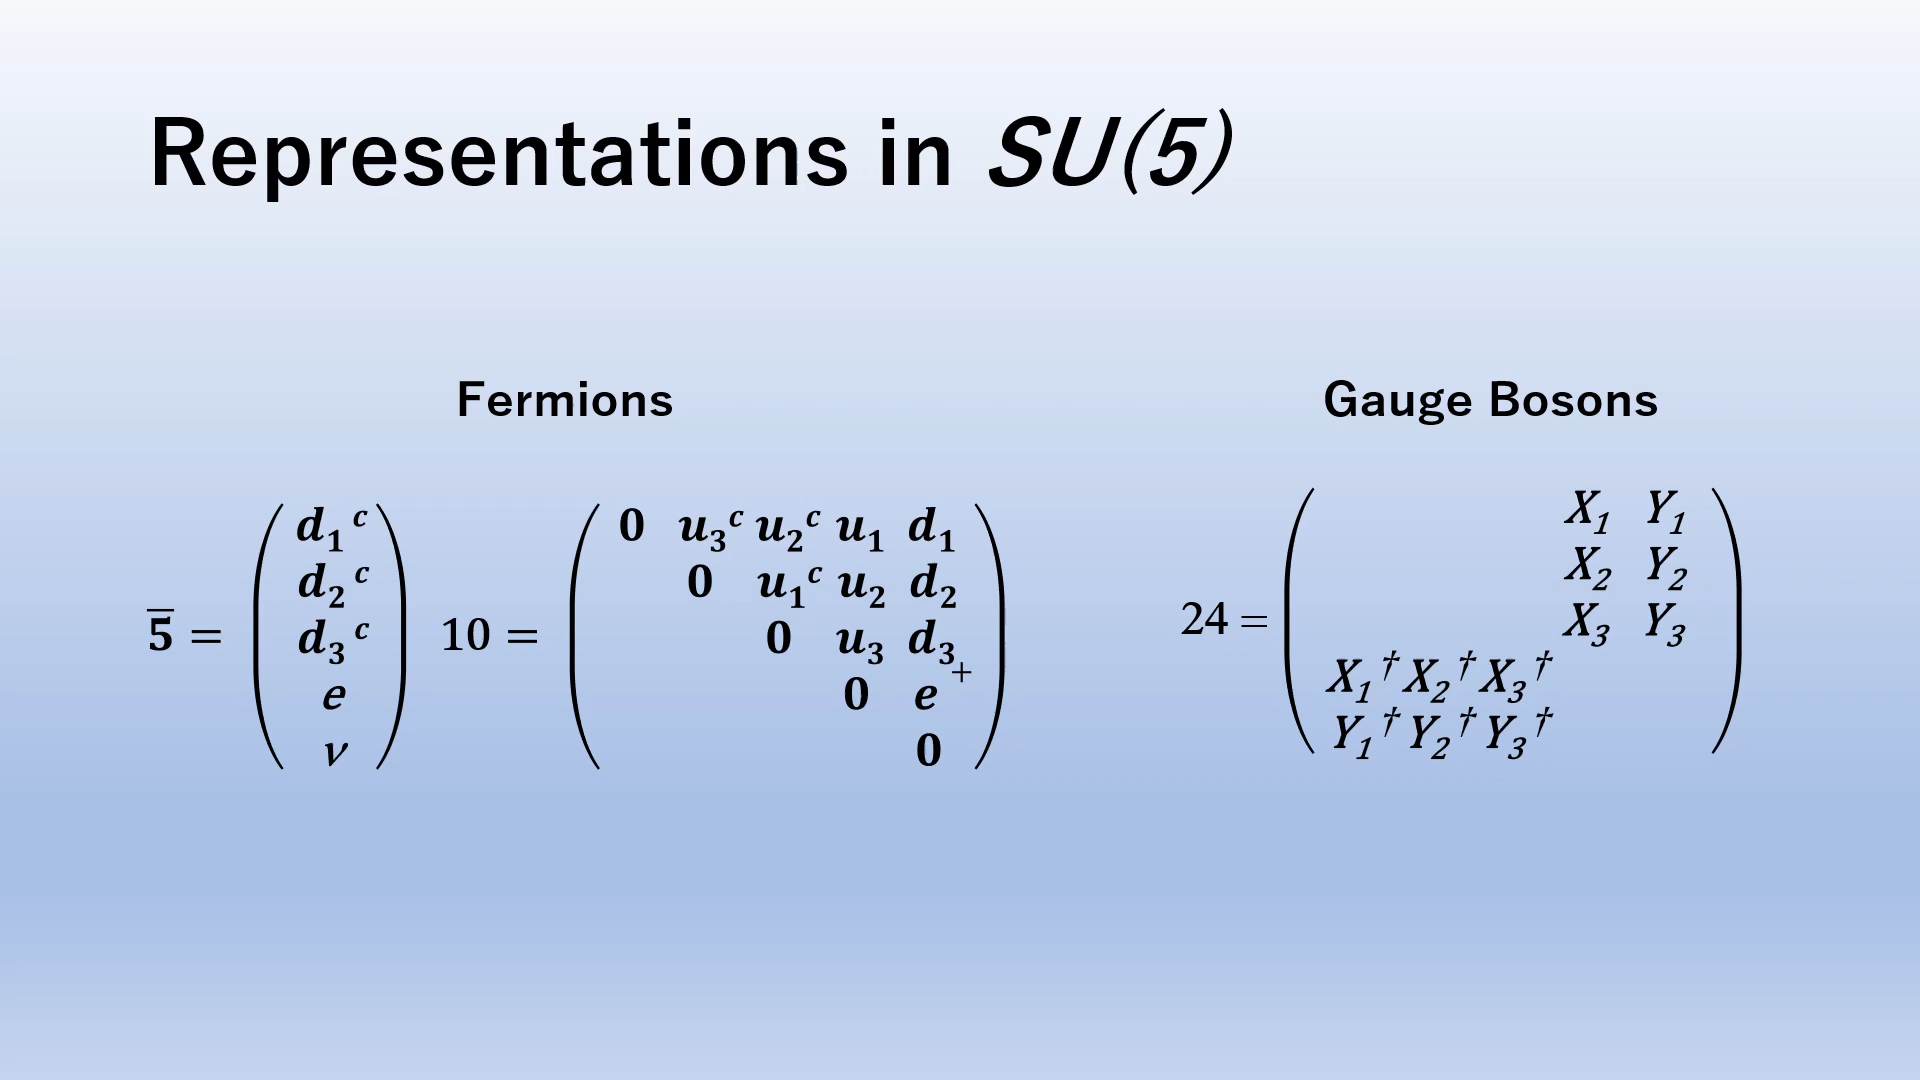 Representations in SU(5)
Fermions
Gauge Bosons
5̅ = ( d₁ᶜ d₂ᶜ d₃ᶜ e ν )
10 = ( 0 u₃ᶜ u₂ᶜ u₁ d₁
0 u₁ᶜ u₂ d₂
0 u₃ d₃
0 e⁺
0 )
24 = ( X₁ Y₁
X₂ Y₂
X₃ Y₃
X₁† X₂† X₃†
Y₁† Y₂† Y₃† )